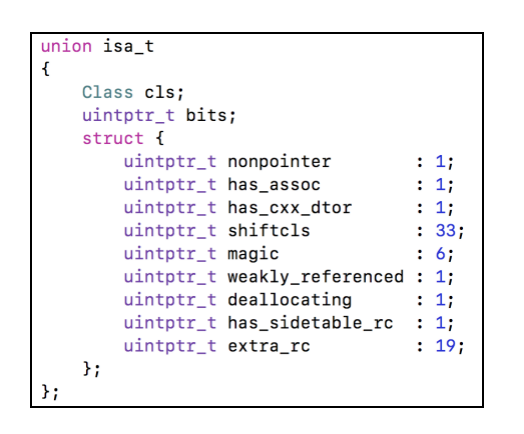 union isa_t
{
    Class cls;
    uintptr_t bits;
    struct {
        uintptr_t nonpointer        : 1;
        uintptr_t has_assoc         : 1;
        uintptr_t has_cxx_dtor      : 1;
        uintptr_t shiftcls          : 33;
        uintptr_t magic             : 6;
        uintptr_t weakly_referenced : 1;
        uintptr_t deallocating      : 1;
        uintptr_t has_sidetable_rc  : 1;
        uintptr_t extra_rc          : 19;
    };
};